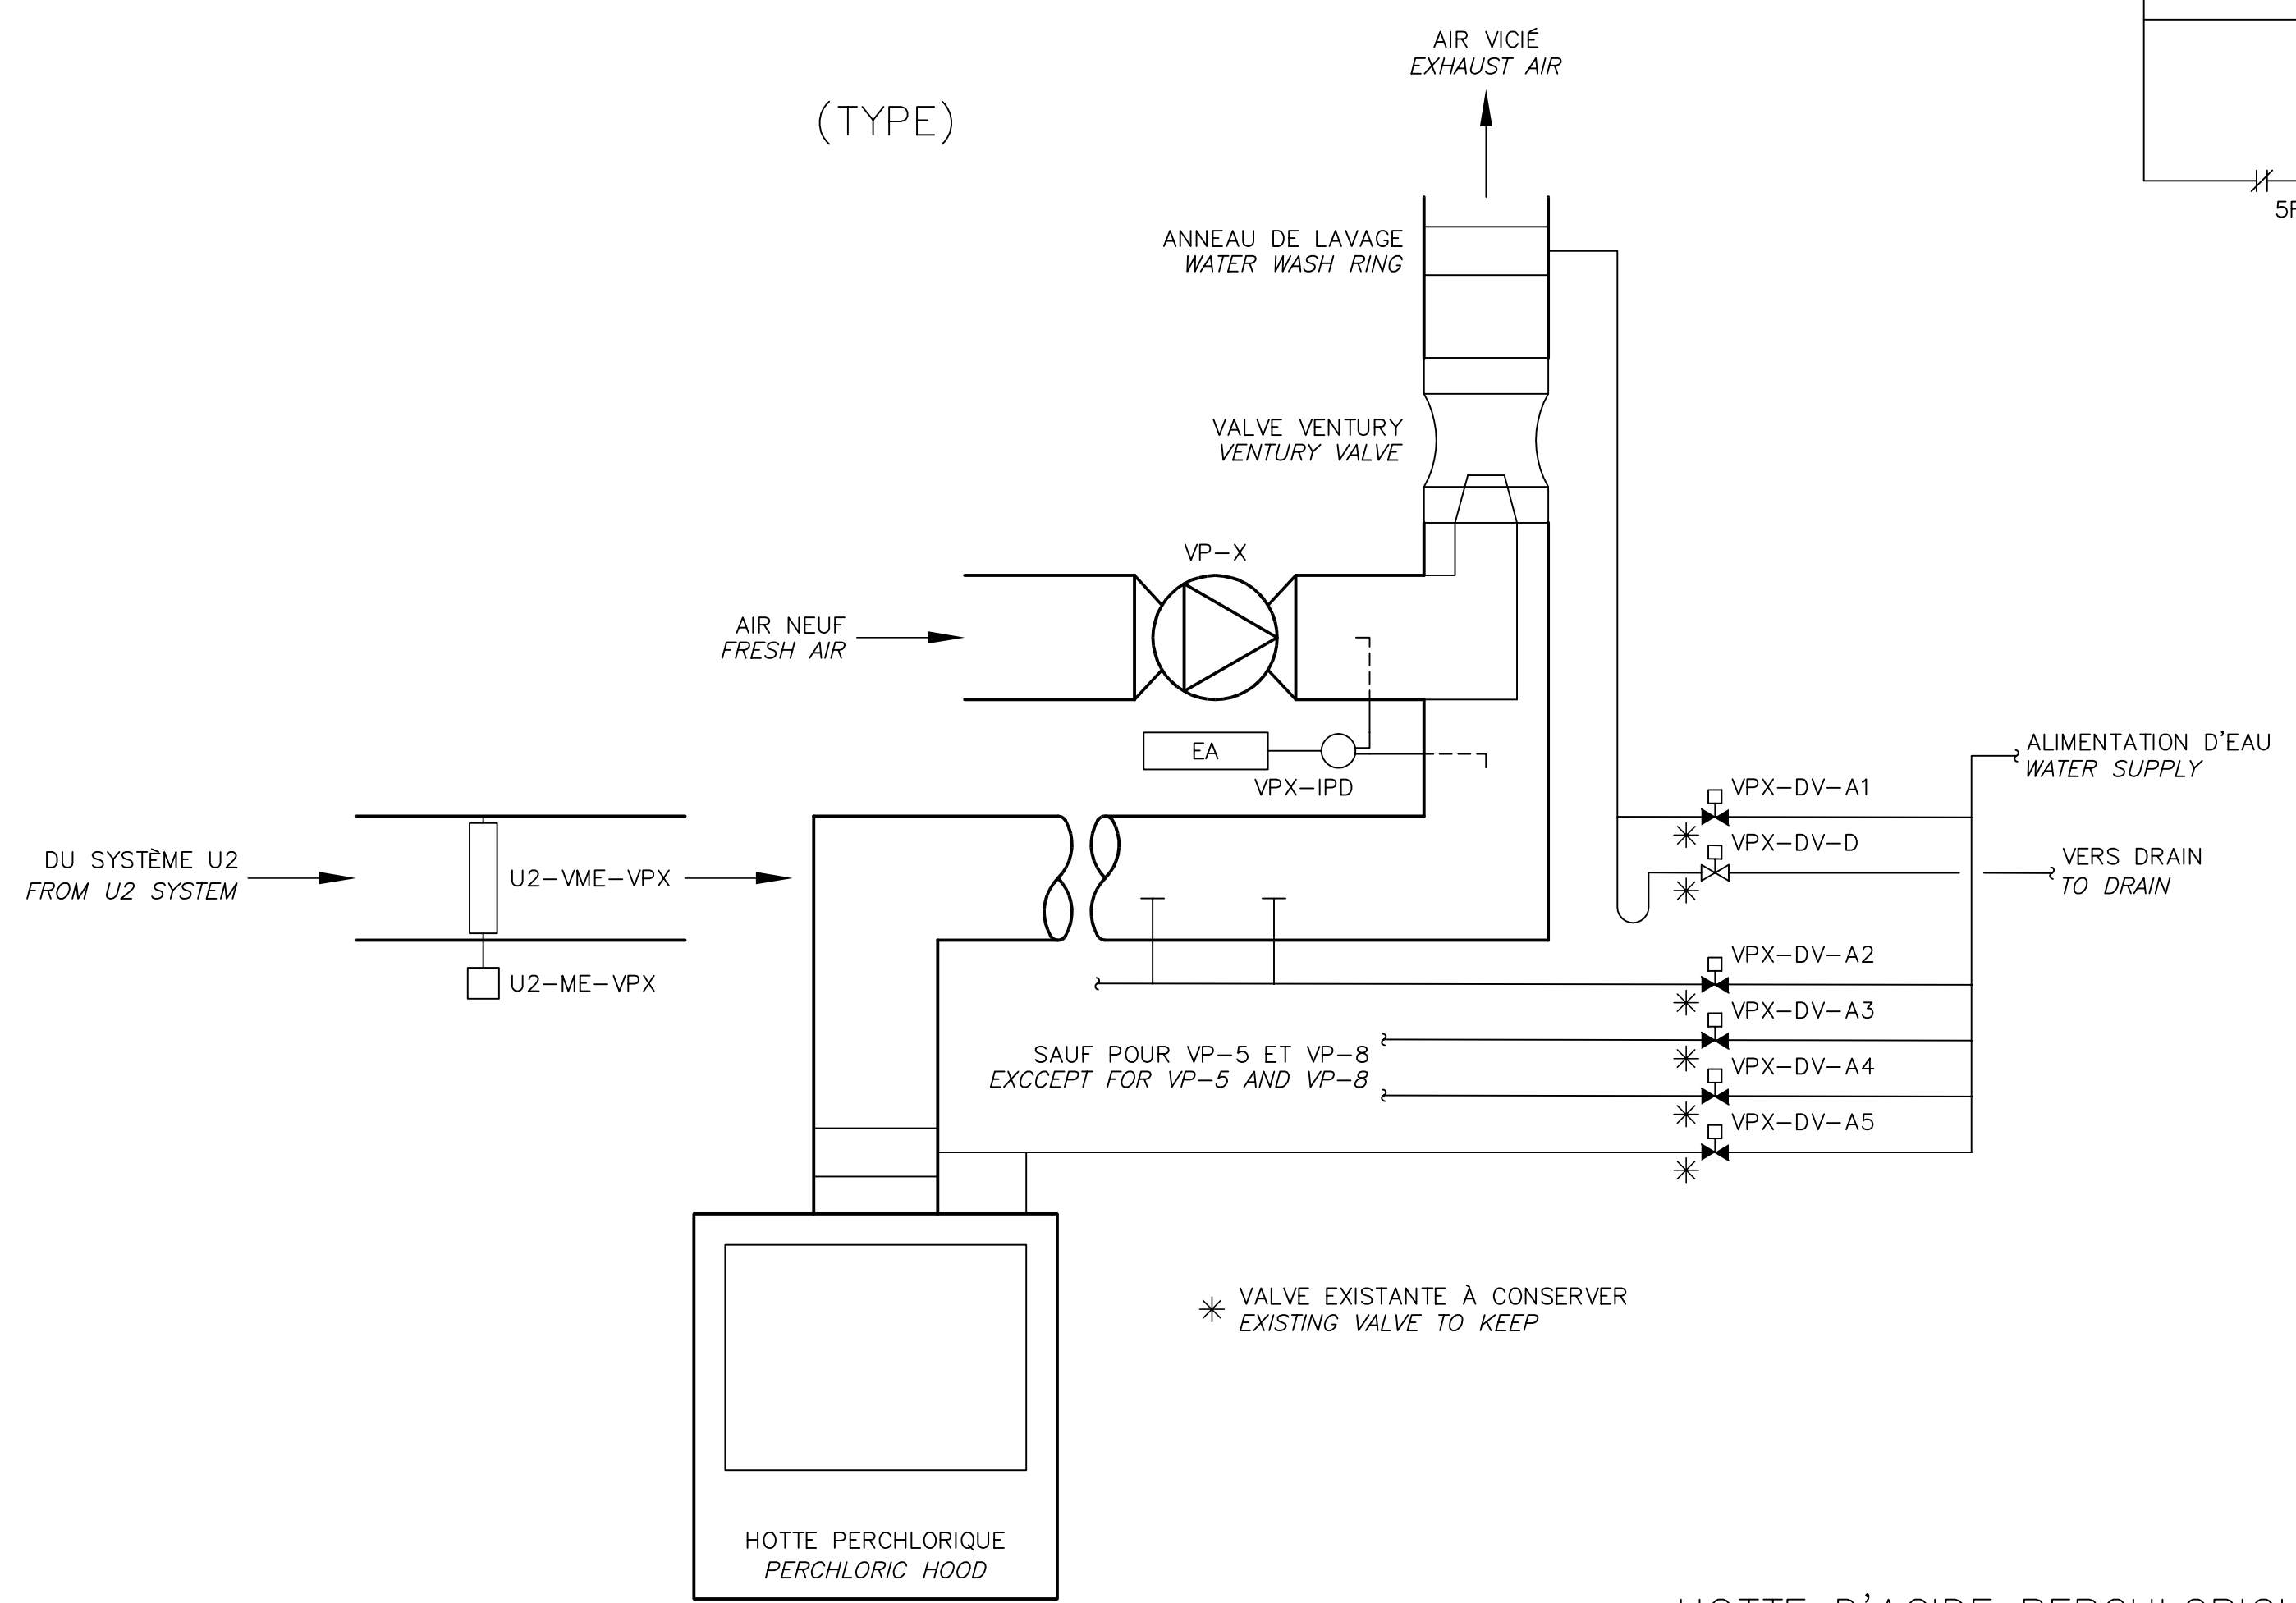 AIR VICIÉ
EXHAUST AIR
(TYPE)
ANNEAU DE LAVAGE
WATER WASH RING
VALVE VENTURY
VENTURY VALVE
VP-X
AIR NEUF
FRESH AIR
EA
VPX-IPD
ALIMENTATION D'EAU
WATER SUPPLY
VPX-DV-A1
VPX-DV-D
VERS DRAIN
TO DRAIN
DU SYSTÈME U2
FROM U2 SYSTEM
U2-VME-VPX
U2-ME-VPX
VPX-DV-A2
VPX-DV-A3
SAUF POUR VP-5 ET VP-8
EXCCEPT FOR VP-5 AND VP-8
VPX-DV-A4
VPX-DV-A5
VALVE EXISTANTE À CONSERVER
EXISTING VALVE TO KEEP
HOTTE PERCHLORIQUE
PERCHLORIC HOOD